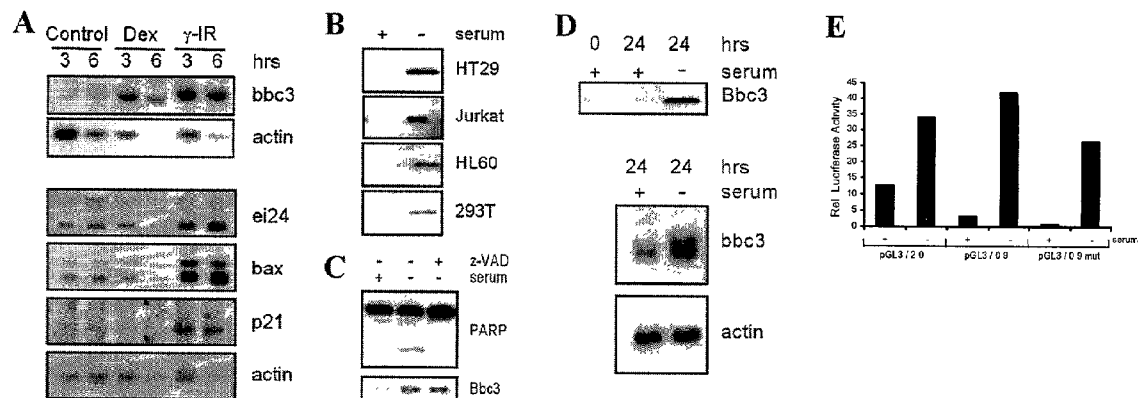 A
Control Dex γ-IR
3 6 3 6 3 6 hrs
bbc3
actin
ei24
bax
p21
actin
B
+ - serum
HT29
Jurkat
HL60
293T
C
- - + z-VAD
+ - - serum
PARP
Bbc3
D
0 24 24 hrs
+ + - serum
Bbc3
24 24 hrs
+ - serum
bbc3
actin
E
Rel Luciferase Activity
45
40
35
30
25
20
15
10
5
0
- + - + - serum
pGL3 / 2 0 pGL3 / 0 9 pGL3 / 0 9 mut